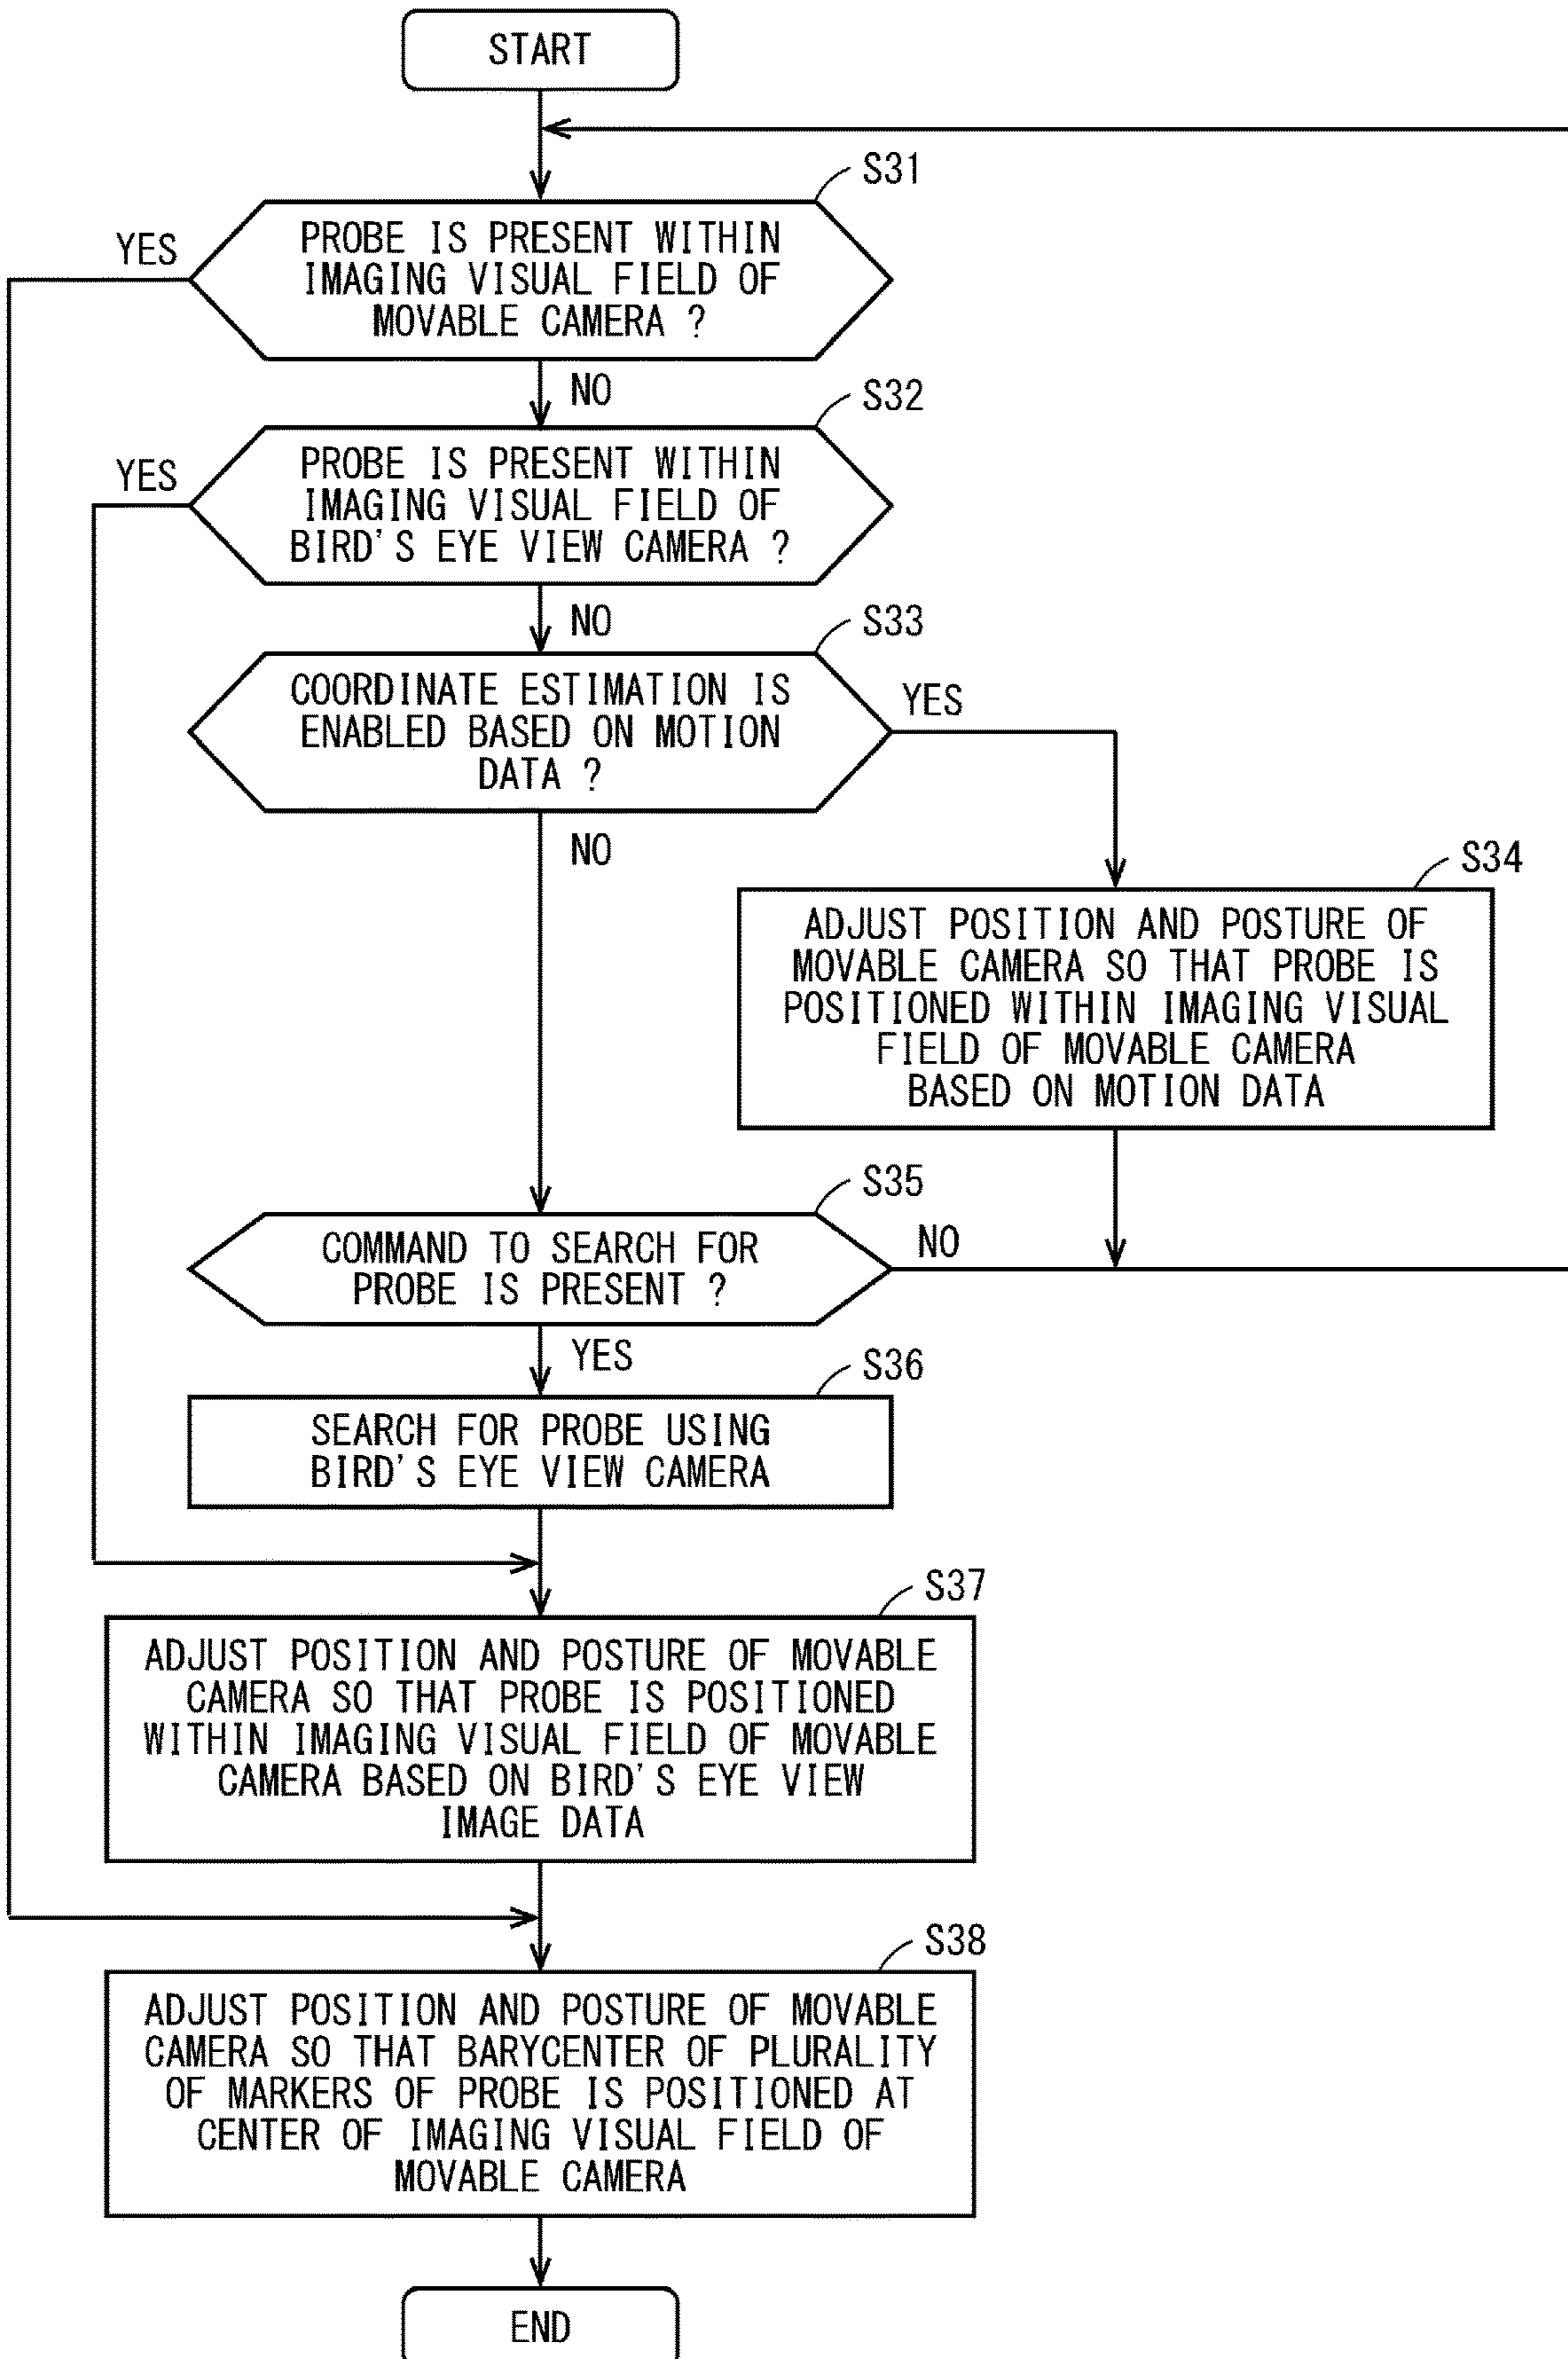 START
S31
YES
PROBE IS PRESENT WITHIN
IMAGING VISUAL FIELD OF
MOVABLE CAMERA ?
NO
S32
YES
PROBE IS PRESENT WITHIN
IMAGING VISUAL FIELD OF
BIRD'S EYE VIEW CAMERA ?
NO
S33
COORDINATE ESTIMATION IS
ENABLED BASED ON MOTION
DATA ?
YES
NO
S34
ADJUST POSITION AND POSTURE OF
MOVABLE CAMERA SO THAT PROBE IS
POSITIONED WITHIN IMAGING VISUAL
FIELD OF MOVABLE CAMERA
BASED ON MOTION DATA
S35
COMMAND TO SEARCH FOR
PROBE IS PRESENT ?
NO
YES
S36
SEARCH FOR PROBE USING
BIRD'S EYE VIEW CAMERA
S37
ADJUST POSITION AND POSTURE OF MOVABLE
CAMERA SO THAT PROBE IS POSITIONED
WITHIN IMAGING VISUAL FIELD OF MOVABLE
CAMERA BASED ON BIRD'S EYE VIEW
IMAGE DATA
S38
ADJUST POSITION AND POSTURE OF MOVABLE
CAMERA SO THAT BARYCENTER OF PLURALITY
OF MARKERS OF PROBE IS POSITIONED AT
CENTER OF IMAGING VISUAL FIELD OF
MOVABLE CAMERA
END